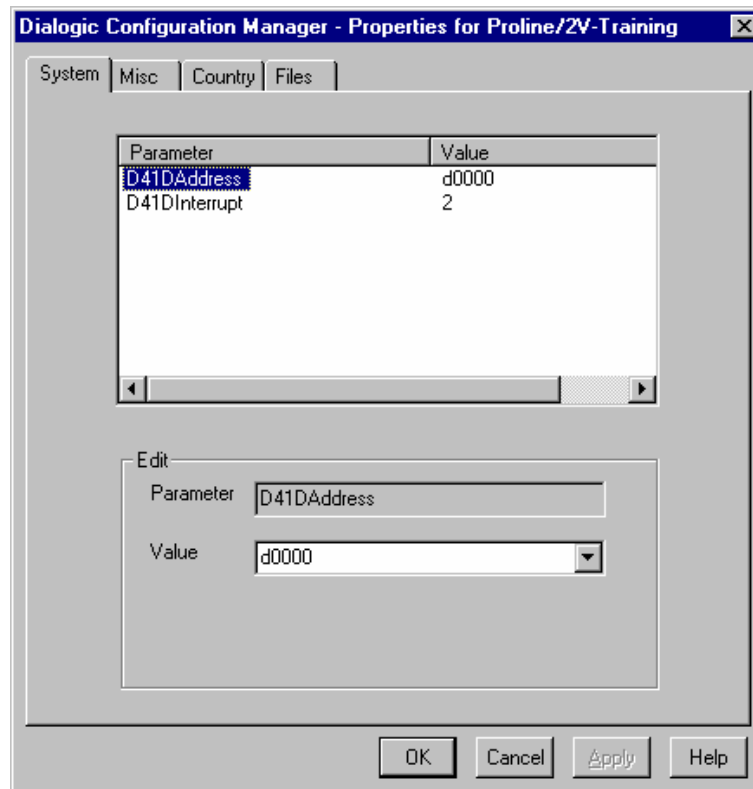 Dialogic Configuration Manager - Properties for Proline/2V-Training
System Misc Country Files
Parameter Value
D41DAddress d0000
D41DInterrupt 2
Edit
Parameter D41DAddress
Value d0000
OK Cancel Apply Help